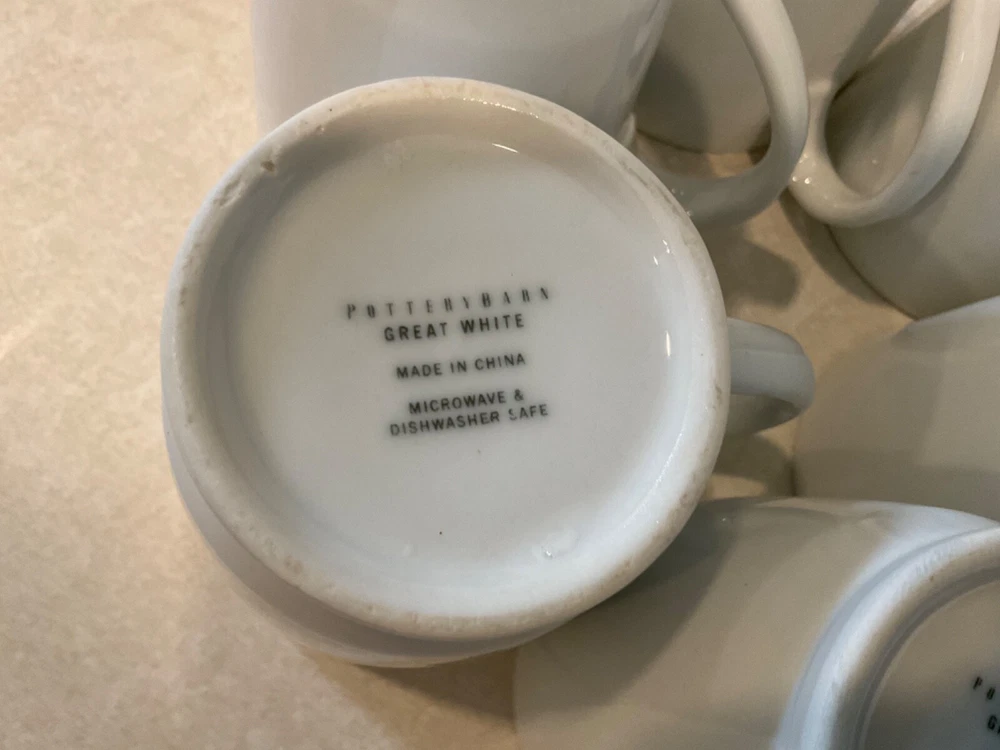 POTTERYBARN
GREAT WHITE
MADE IN CHINA
MICROWAVE &
DISHWASHER SAFE